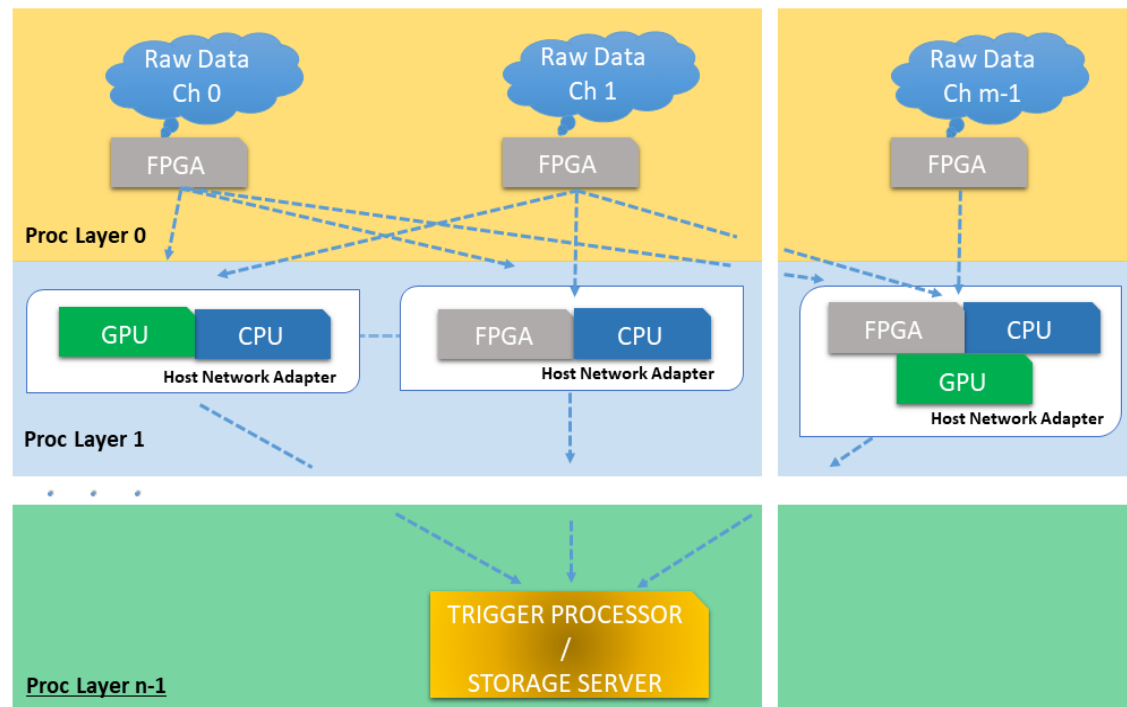 Raw Data
Ch 0
Raw Data
Ch 1
Raw Data
Ch m-1
FPGA
FPGA
FPGA
Proc Layer 0
GPU
CPU
Host Network Adapter
FPGA
CPU
Host Network Adapter
FPGA
CPU
GPU
Host Network Adapter
Proc Layer 1
. . .
TRIGGER PROCESSOR
/
STORAGE SERVER
Proc Layer n-1